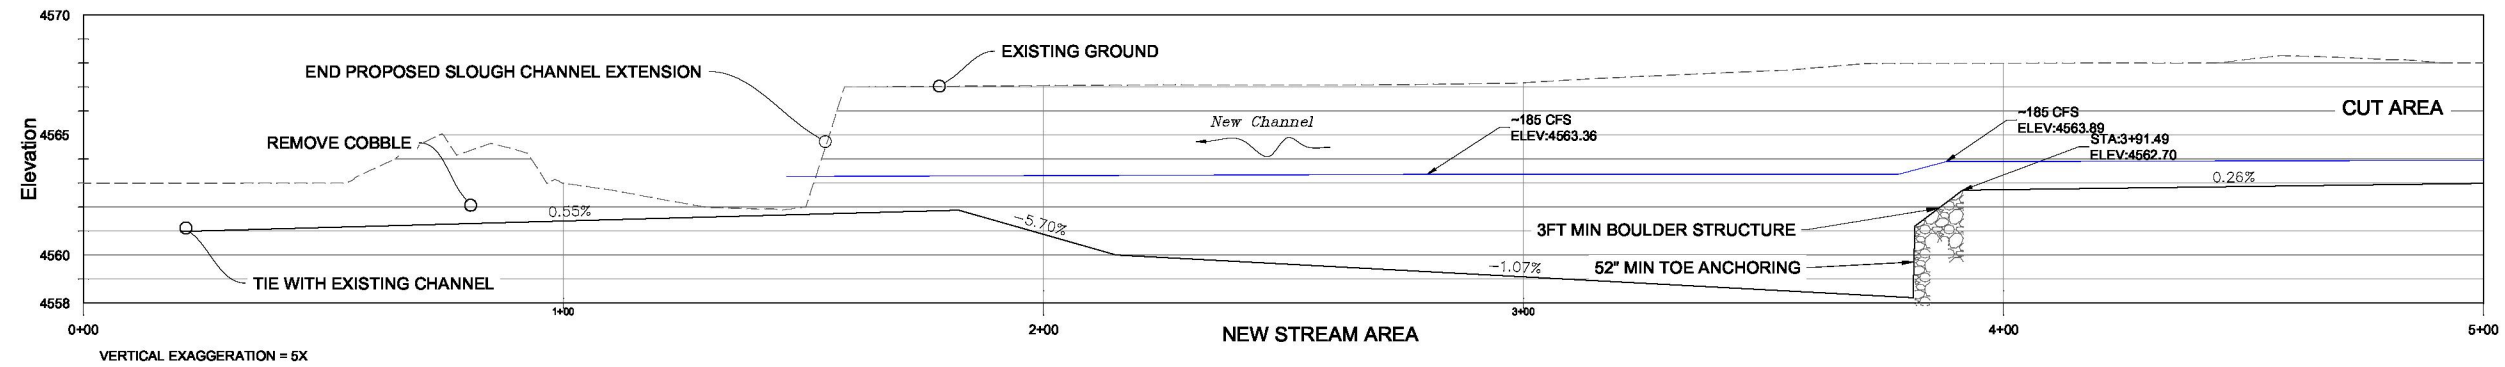 4570
EXISTING GROUND
END PROPOSED SLOUGH CHANNEL EXTENSION
CUT AREA
~185 CFS
ELEV:4563.89
New Channel
~185 CFS
ELEV:4563.36
4565
REMOVE COBBLE
STA:3+91.49
ELEV:4562.70
Elevation
0.26%
0.55%
-5.70%
3FT MIN BOULDER STRUCTURE
4560
-1.07%
52" MIN TOE ANCHORING
TIE WITH EXISTING CHANNEL
4558
1+00
3+00
0+00
2+00
NEW STREAM AREA
4+00
5+00
VERTICAL EXAGGERATION = 5X